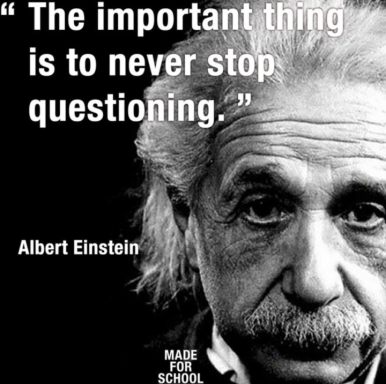 “ The important thing
is to never stop
questioning. ”
Albert Einstein
MADE
FOR
SCHOOL